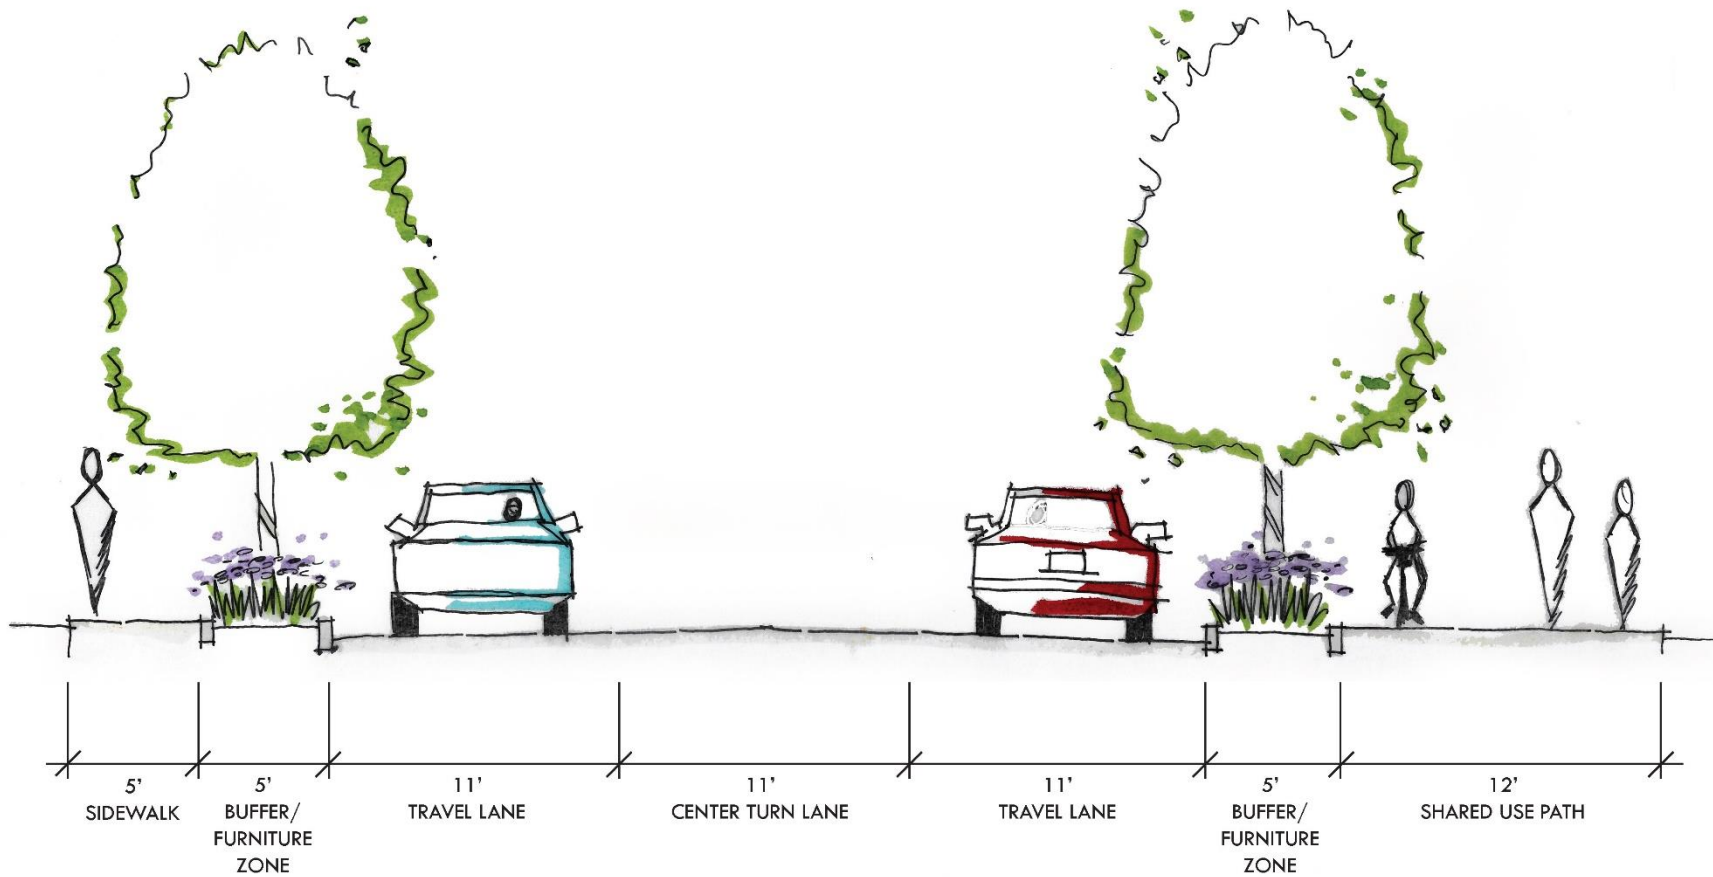 5’
SIDEWALK
5’
BUFFER/
FURNITURE
ZONE
11’
TRAVEL LANE
11’
CENTER TURN LANE
11’
TRAVEL LANE
5’
BUFFER/
FURNITURE
ZONE
12’
SHARED USE PATH